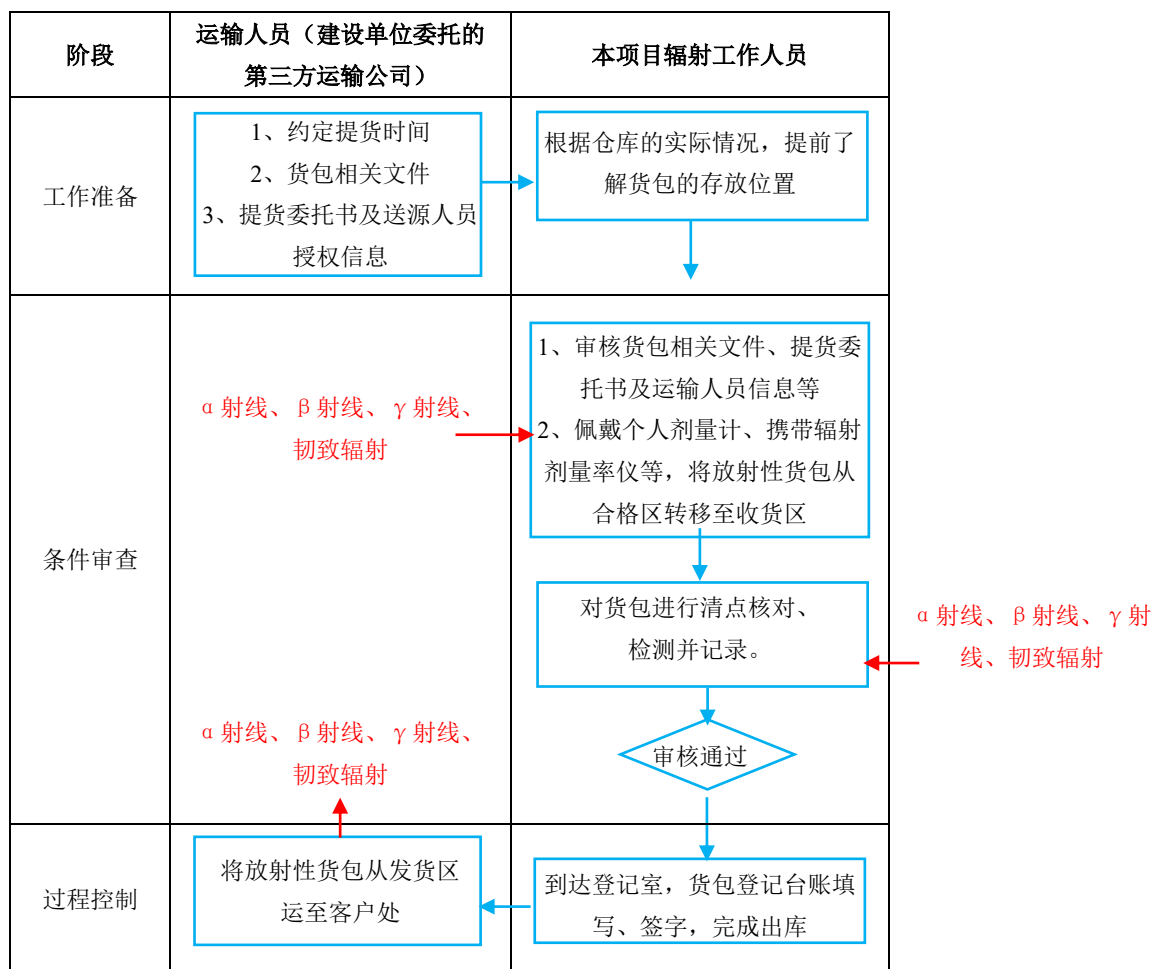 阶段
运输人员（建设单位委托的
第三方运输公司）
本项目辐射工作人员
工作准备
1、约定提货时间
2、货包相关文件
3、提货委托书及送源人员
授权信息
根据仓库的实际情况，提前了
解货包的存放位置
条件审查
α射线、β射线、γ射线、
韧致辐射
1、审核货包相关文件、提货委
托书及运输人员信息等
2、佩戴个人剂量计、携带辐射
剂量率仪等，将放射性货包从
合格区转移至收货区
对货包进行清点核对、
检测并记录。
α射线、β射线、γ射
线、韧致辐射
α射线、β射线、γ射线、
韧致辐射
审核通过
过程控制
将放射性货包从发货区
运至客户处
到达登记室，货包登记台账填
写、签字，完成出库